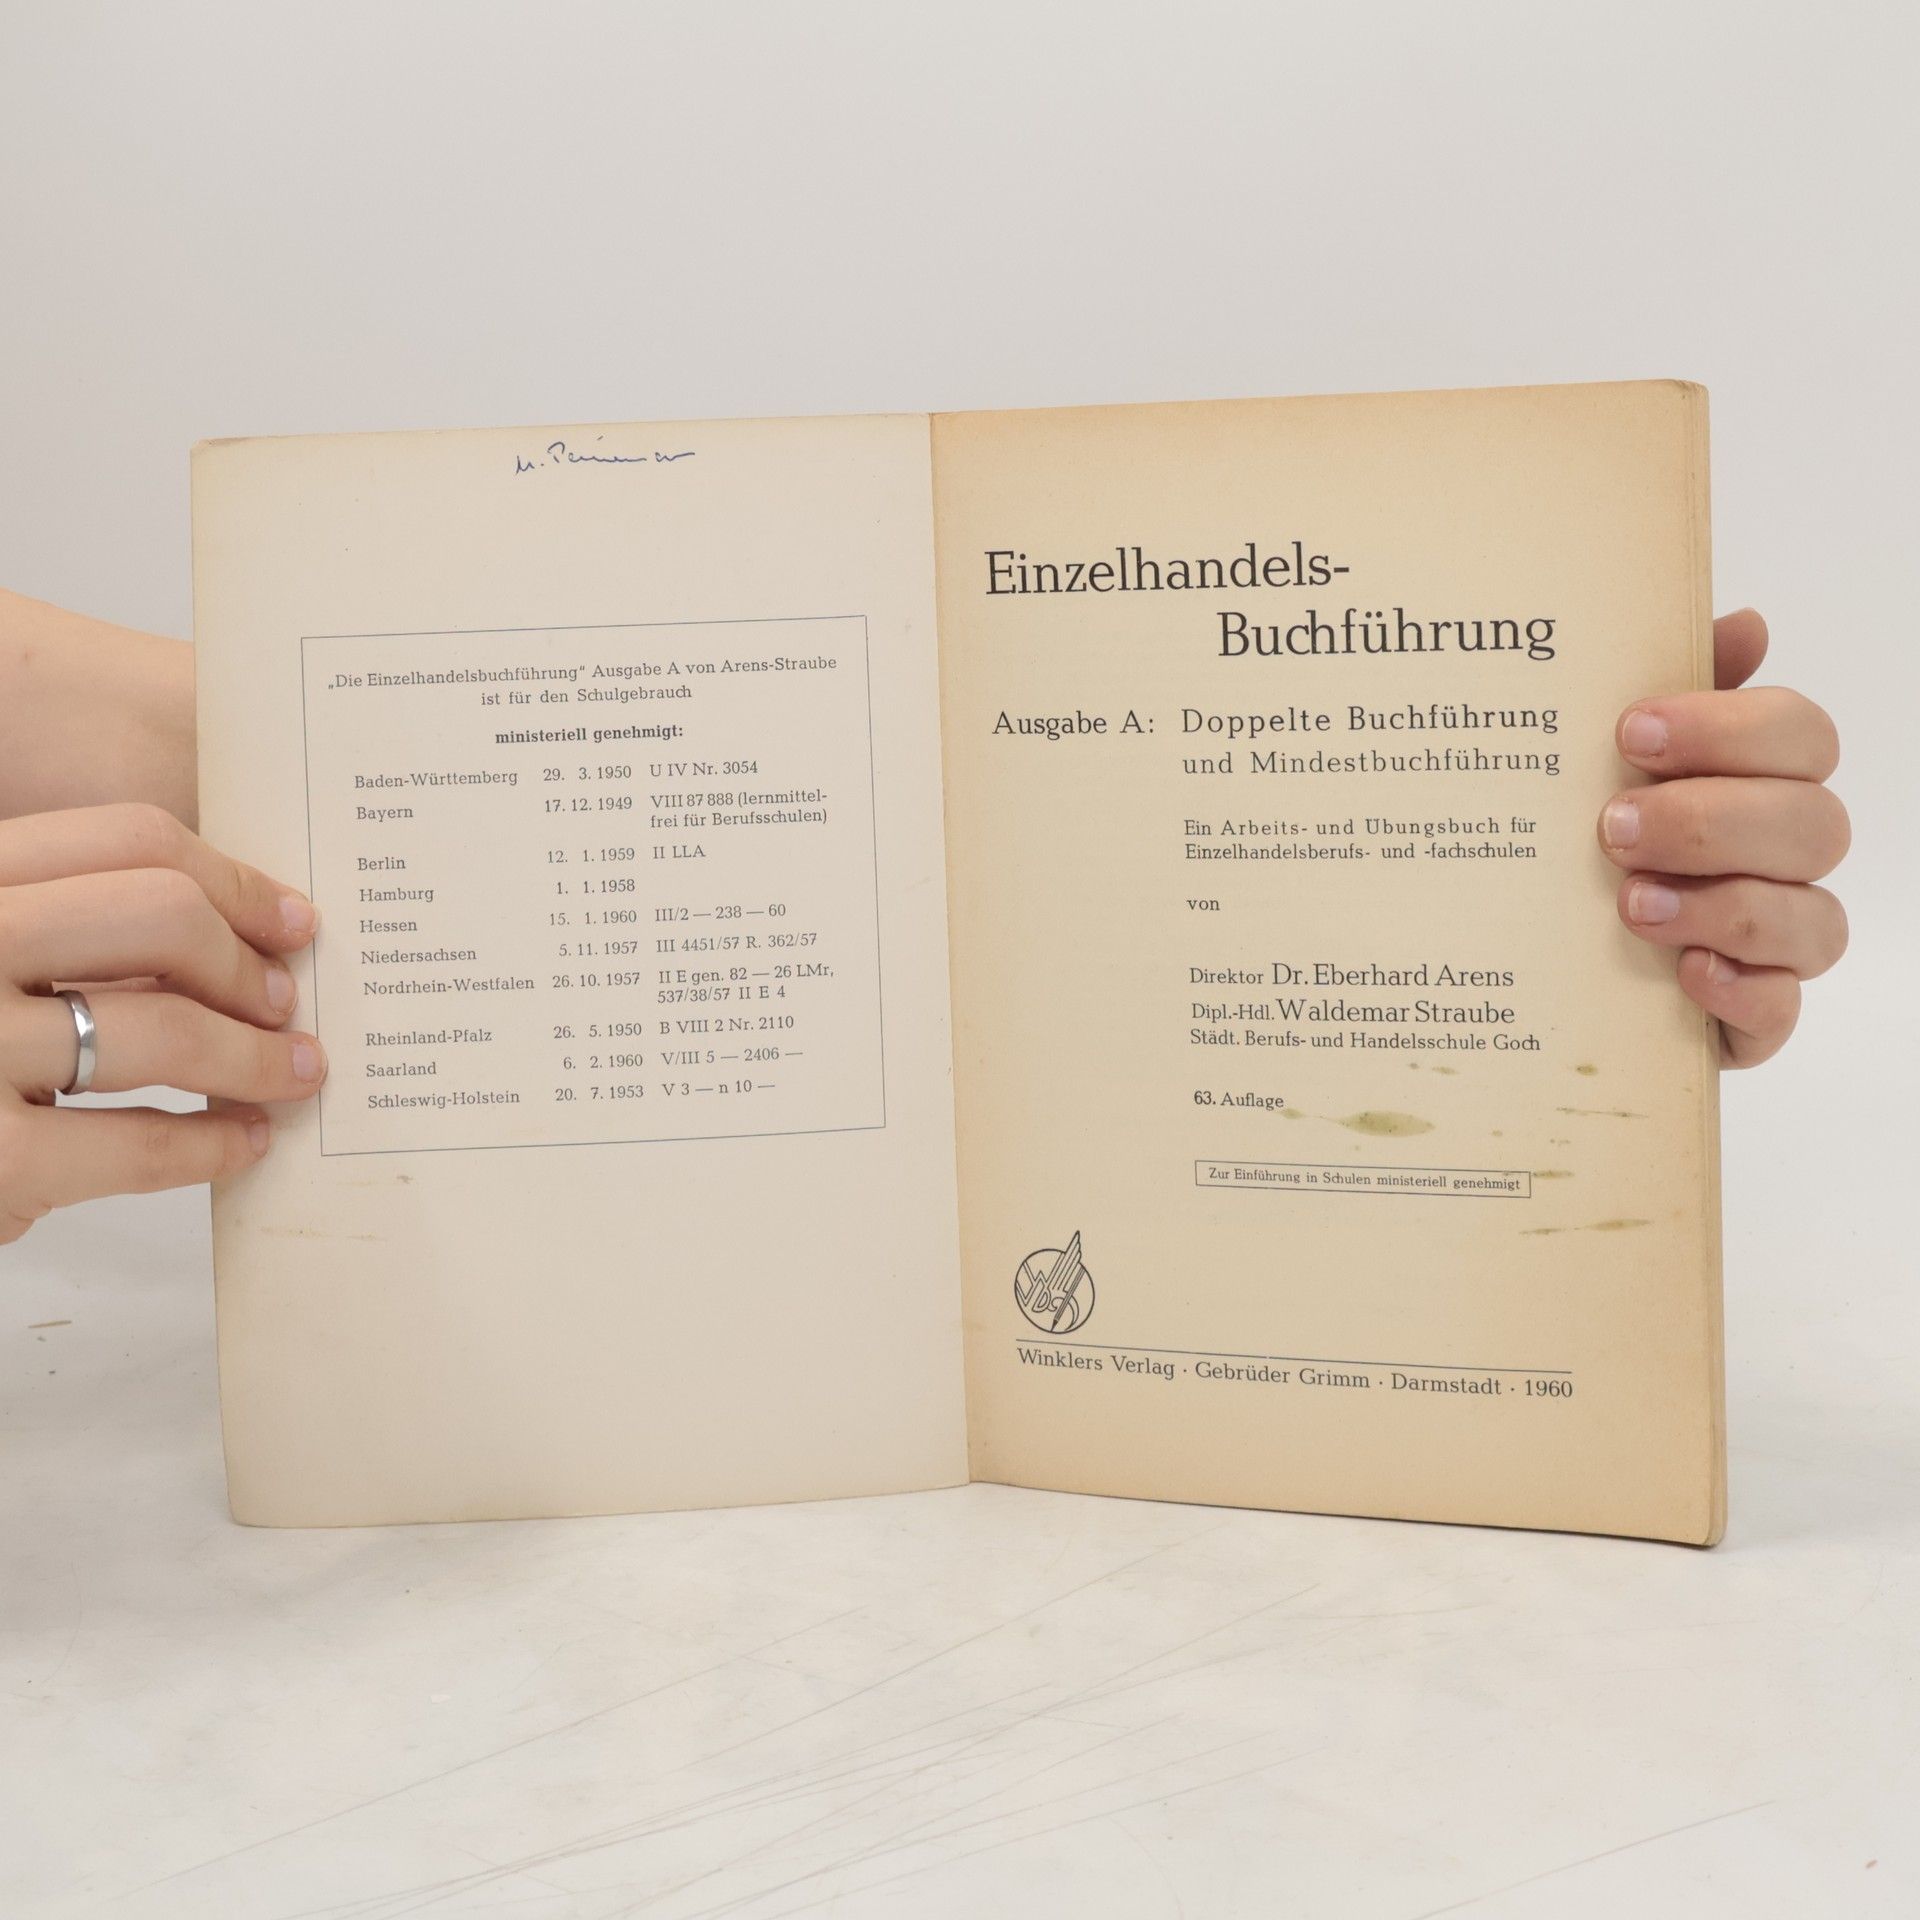 „Die Einzelhandelsbuchführung“ Ausgabe A von Arens-Straube
ist für den Schulgebrauch
ministeriell genehmigt:
Baden-Württemberg 29. 3. 1950 U IV Nr. 3054
Bayern 17. 12. 1949 VIII 87 888 (lernmittel-
frei für Berufsschulen)
Berlin 12. 1. 1959 II LLA
Hamburg 1. 1. 1958
Hessen 15. 1. 1960 III/2 — 238 — 60
Niedersachsen 5. 11. 1957 III 4451/57 R. 362/57
Nordrhein-Westfalen 26. 10. 1957 II E gen. 82 — 26 LMr,
537/38/57 II E 4
Rheinland-Pfalz 26. 5. 1950 B VIII 2 Nr. 2110
Saarland 6. 2. 1960 V/III 5 — 2406 —
Schleswig-Holstein 20. 7. 1953 V 3 — n 10 —
Einzelhandels-
Buchführung
Ausgabe A: Doppelte Buchführung
und Mindestbuchführung
Ein Arbeits- und Übungsbuch für
Einzelhandelsberufs- und -fachschulen
von
Direktor Dr. Eberhard Arens
Dipl.-Hdl. Waldemar Straube
Städt. Berufs- und Handelsschule Goch
63. Auflage
Zur Einführung in Schulen ministeriell genehmigt
Winklers Verlag · Gebrüder Grimm · Darmstadt · 1960